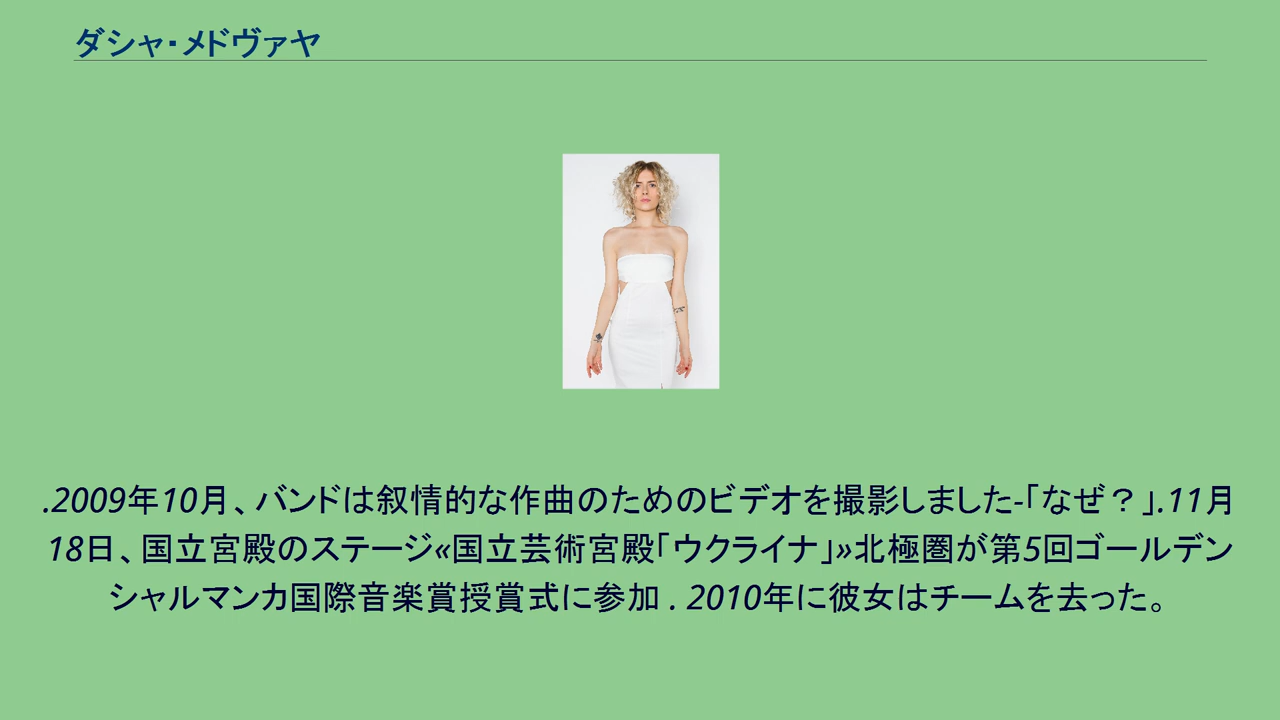 ダシャ・メドヴァヤ
.2009年10月、バンドは叙情的な作曲のためのビデオを撮影しました-「なぜ？」.11月
18日、国立宮殿のステージ«国立芸術宮殿「ウクライナ」»北極圏が第5回ゴールデン
シャルマンカ国際音楽賞授賞式に参加 . 2010年に彼女はチームを去った。